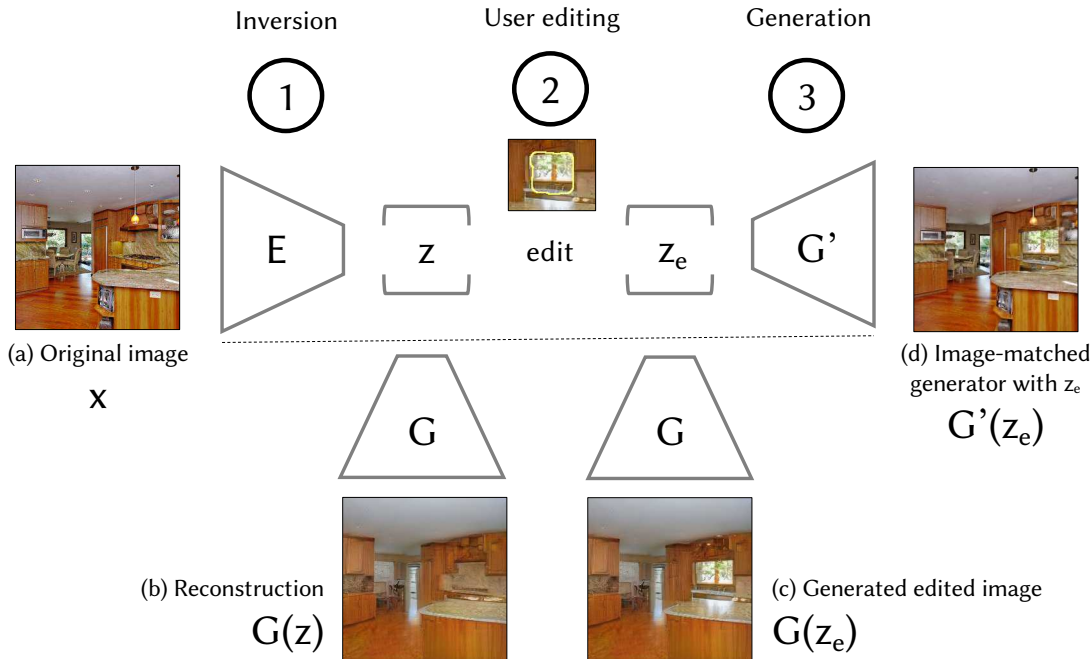 Inversion
User editing
Generation
1
2
3
E
z
edit
zₑ
G’
(a) Original image
x
(d) Image-matched
generator with zₑ
G’(zₑ)
G
G
(b) Reconstruction
G(z)
(c) Generated edited image
G(zₑ)